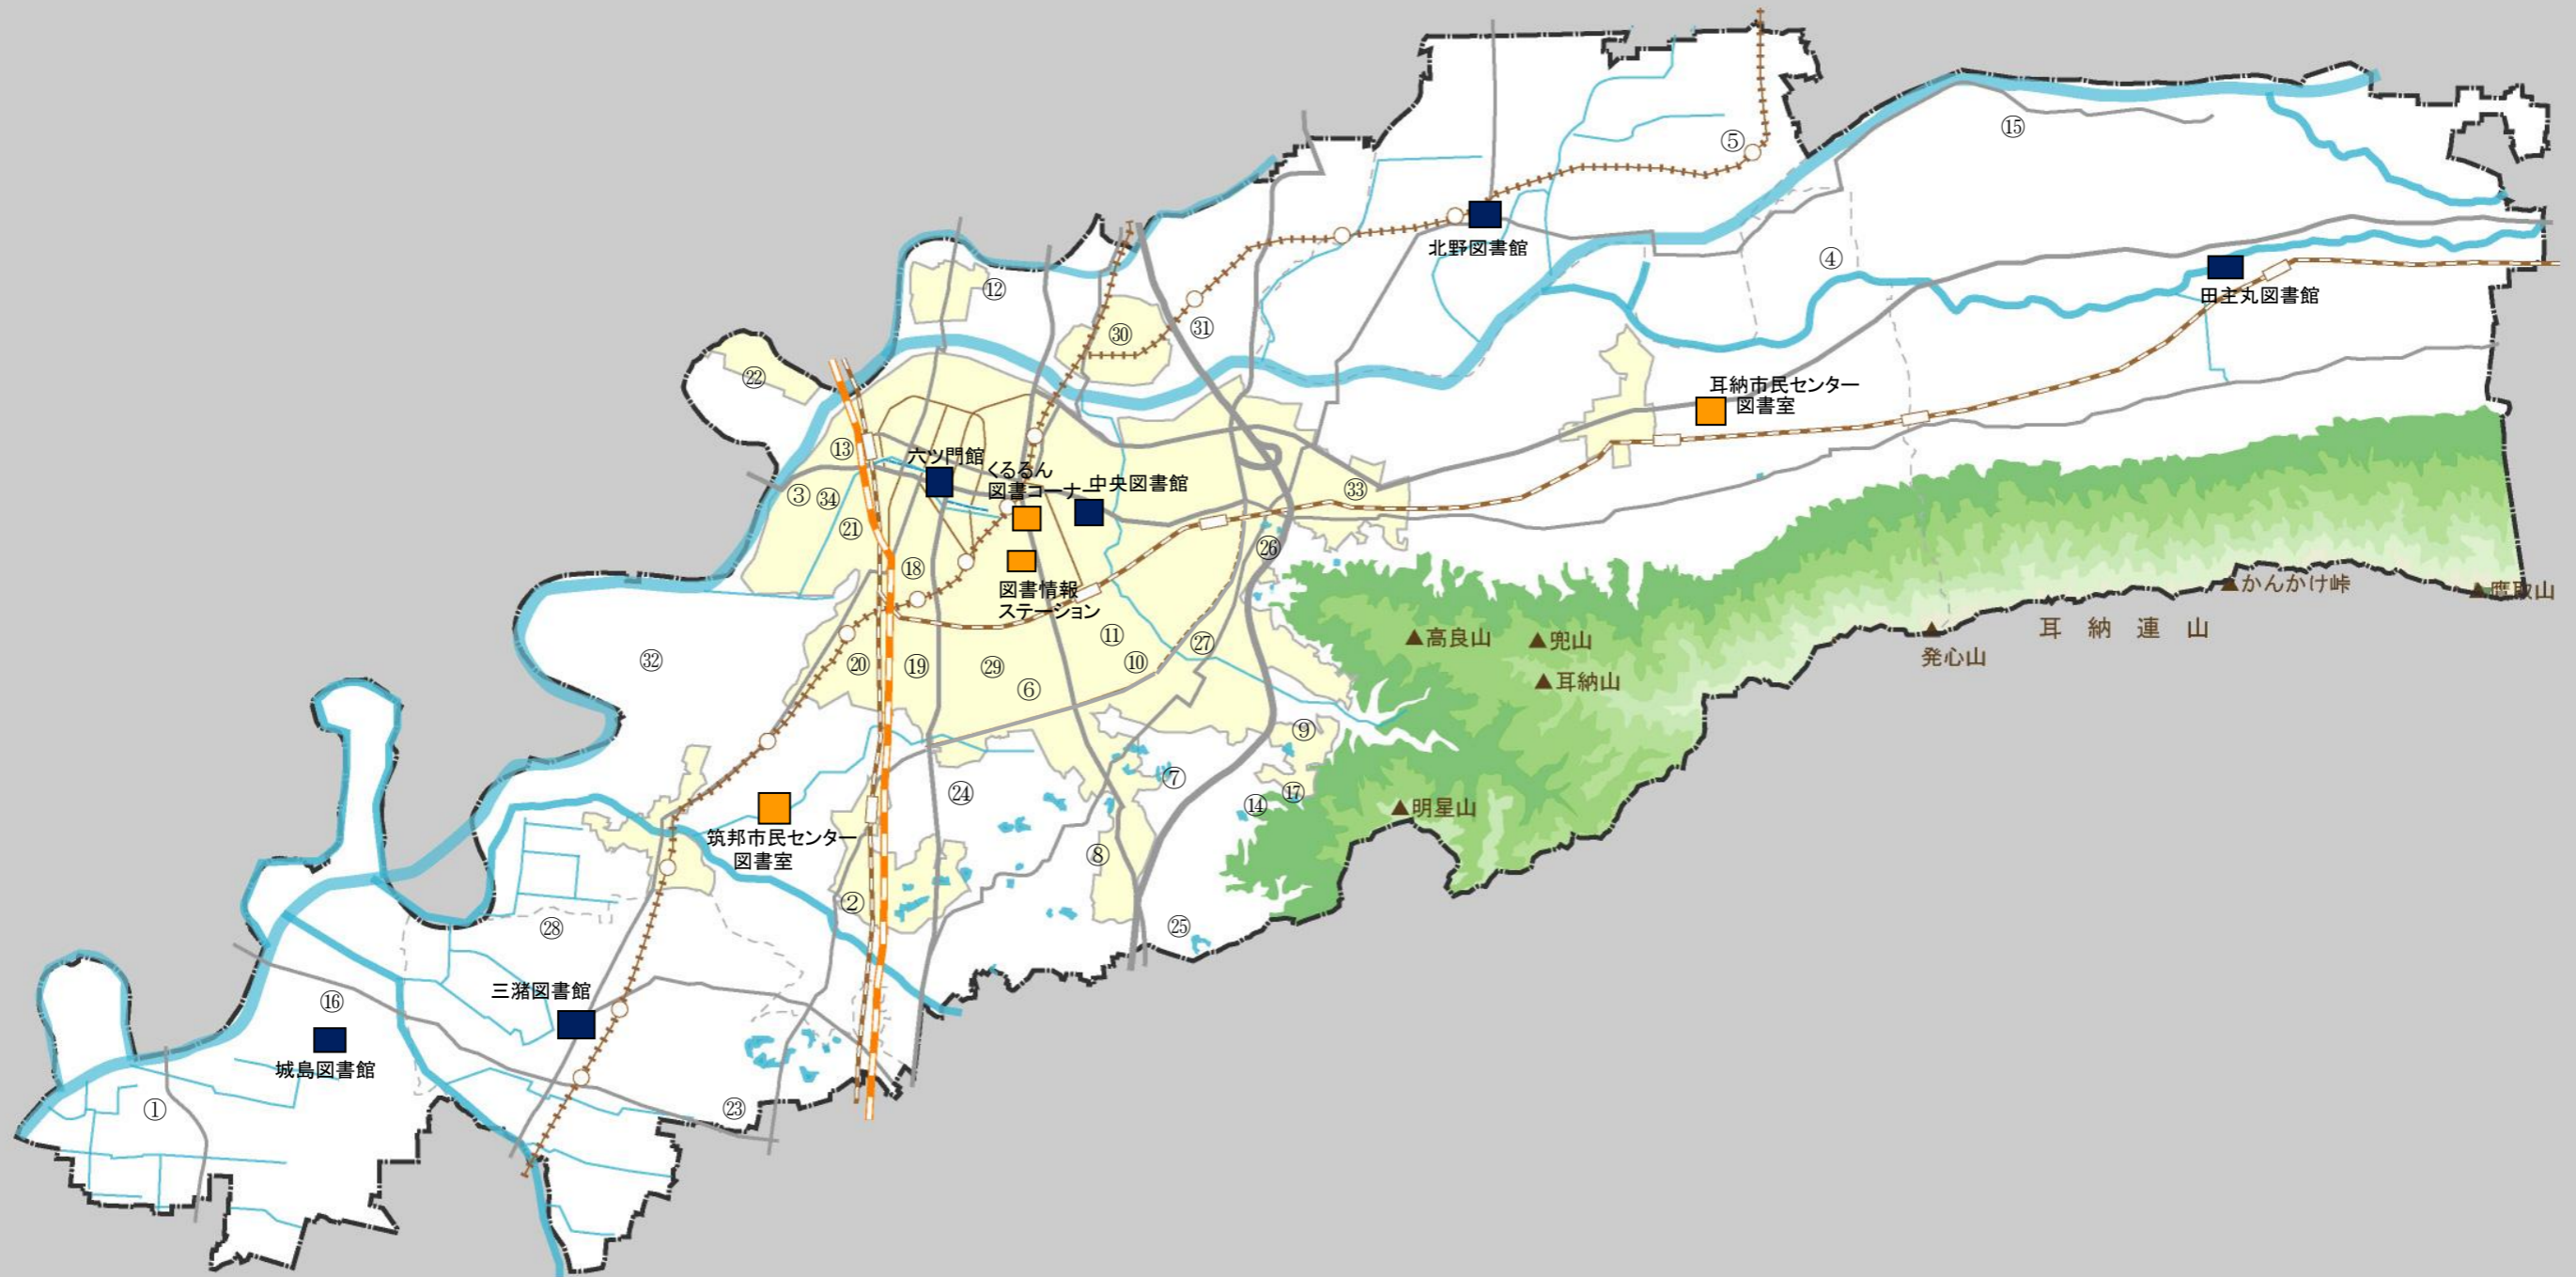 ⑮
⑤
北野図書館
④
⑫
田主丸図書館
㉚
㉛
㉒
耳納市民センター
図書室
⑬
六ツ門館
くるるん
図書コーナー
中央図書館
③
㉞
㉝
㉑
㉖
⑱
図書情報
ステーション
▲かんかけ峠
▲鷹取山
▲高良山
▲兜山
▲
発心山
耳納連山
⑪
㉗
㉜
⑳
⑲
㉙
⑩
⑥
▲耳納山
⑨
⑦
㉔
⑭
⑰
▲明星山
筑邦市民センター
図書室
⑧
②
㉘
㉕
三潴図書館
⑯
城島図書館
①
㉓